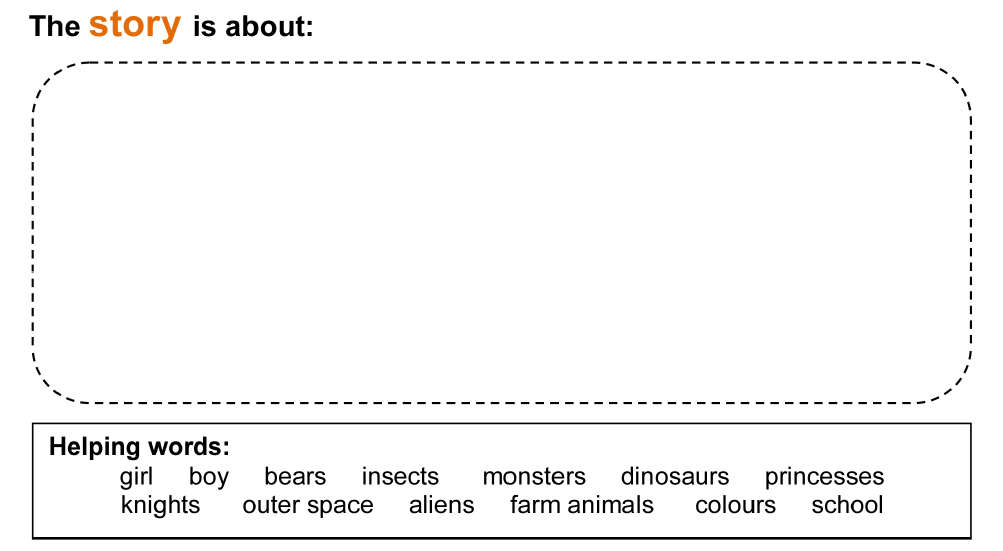 The story is about:
Helping words:
girl boy bears insects monsters dinosaurs princesses
knights outer space aliens farm animals colours school